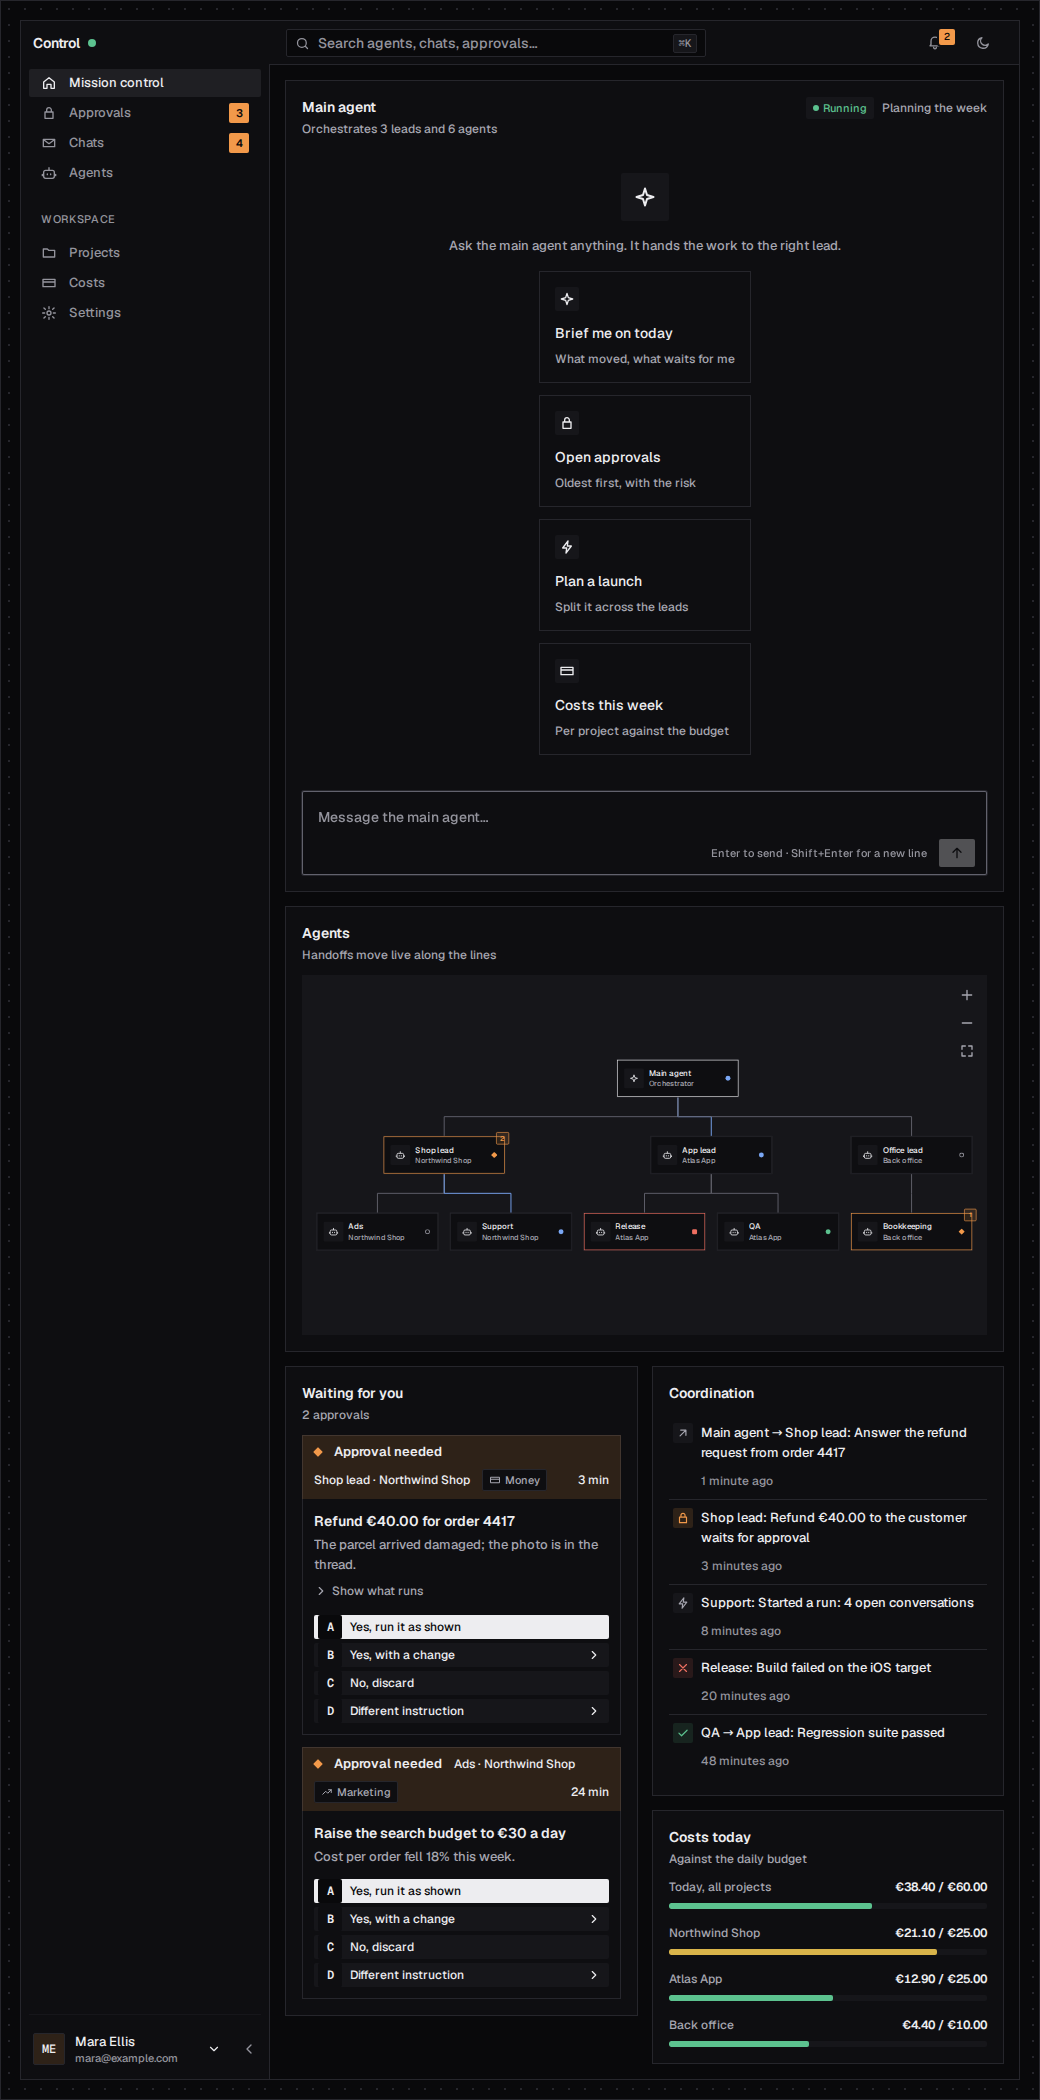 Control
Search agents, chats, approvals...
⌘K
2
Mission control
Approvals
3
Chats
4
Agents
WORKSPACE
Projects
Costs
Settings
Main agent
Running
Planning the week
Orchestrates 3 leads and 6 agents
Ask the main agent anything. It hands the work to the right lead.
Brief me on today
What moved, what waits for me
Open approvals
Oldest first, with the risk
Plan a launch
Split it across the leads
Costs this week
Per project against the budget
Message the main agent...
Enter to send · Shift+Enter for a new line
Agents
Handoffs move live along the lines
Main agent
Orchestrator
2
Shop lead
Northwind Shop
App lead
Atlas App
Office lead
Back office
Ads
Northwind Shop
Support
Northwind Shop
Release
Atlas App
QA
Atlas App
1
Bookkeeping
Back office
Waiting for you
2 approvals
Approval needed
Shop lead · Northwind Shop
Money
3 min
Refund €40.00 for order 4417
The parcel arrived damaged; the photo is in the
thread.
Show what runs
A Yes, run it as shown
B Yes, with a change
C No, discard
D Different instruction
Approval needed
Ads · Northwind Shop
Marketing
24 min
Raise the search budget to €30 a day
Cost per order fell 18% this week.
A Yes, run it as shown
B Yes, with a change
C No, discard
D Different instruction
Coordination
Main agent → Shop lead: Answer the refund
request from order 4417
1 minute ago
Shop lead: Refund €40.00 to the customer
waits for approval
3 minutes ago
Support: Started a run: 4 open conversations
8 minutes ago
Release: Build failed on the iOS target
20 minutes ago
QA → App lead: Regression suite passed
48 minutes ago
Costs today
Against the daily budget
Today, all projects
€38.40 / €60.00
Northwind Shop
€21.10 / €25.00
Atlas App
€12.90 / €25.00
Back office
€4.40 / €10.00
ME
Mara Ellis
mara@example.com